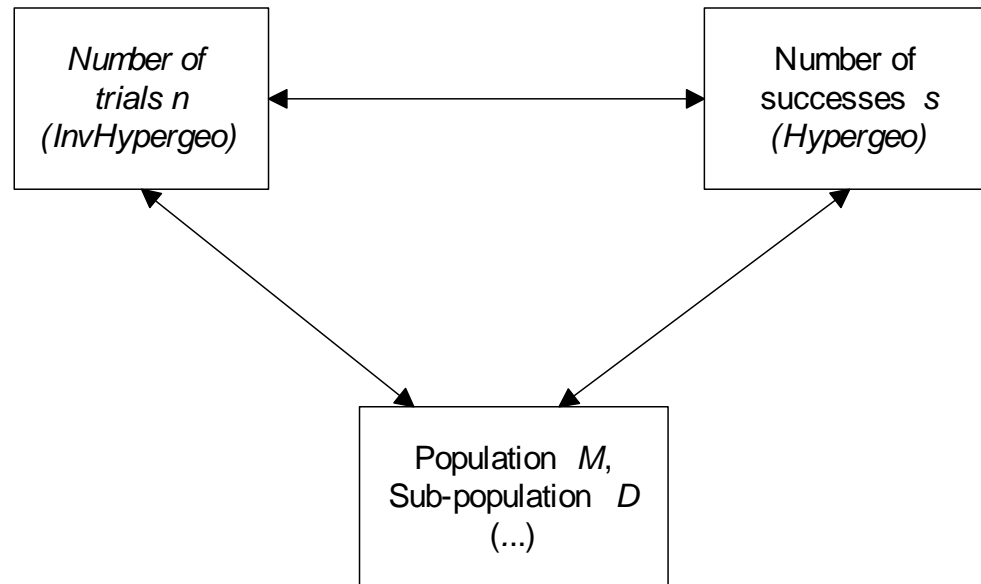 Number of
trials n
(InvHypergeo)
Number of
successes s
(Hypergeo)
Population M,
Sub-population D
(...)